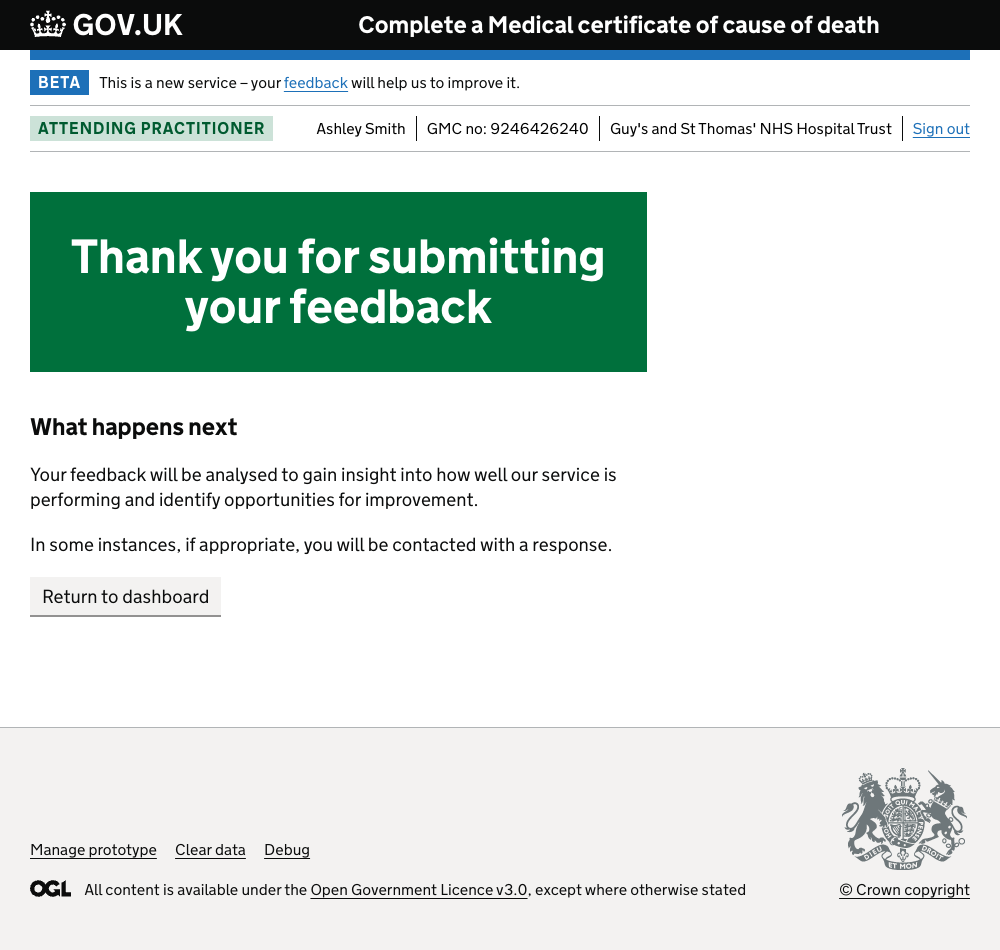 GOV.UK
Complete a Medical certificate of cause of death
BETA This is a new service – your feedback will help us to improve it.
ATTENDING PRACTITIONER Ashley Smith GMC no: 9246426240 Guy's and St Thomas' NHS Hospital Trust Sign out
Thank you for submitting
your feedback
What happens next
Your feedback will be analysed to gain insight into how well our service is
performing and identify opportunities for improvement.
In some instances, if appropriate, you will be contacted with a response.
Return to dashboard
Manage prototype Clear data Debug
OGL All content is available under the Open Government Licence v3.0, except where otherwise stated
DIEU ET MON DROIT
© Crown copyright